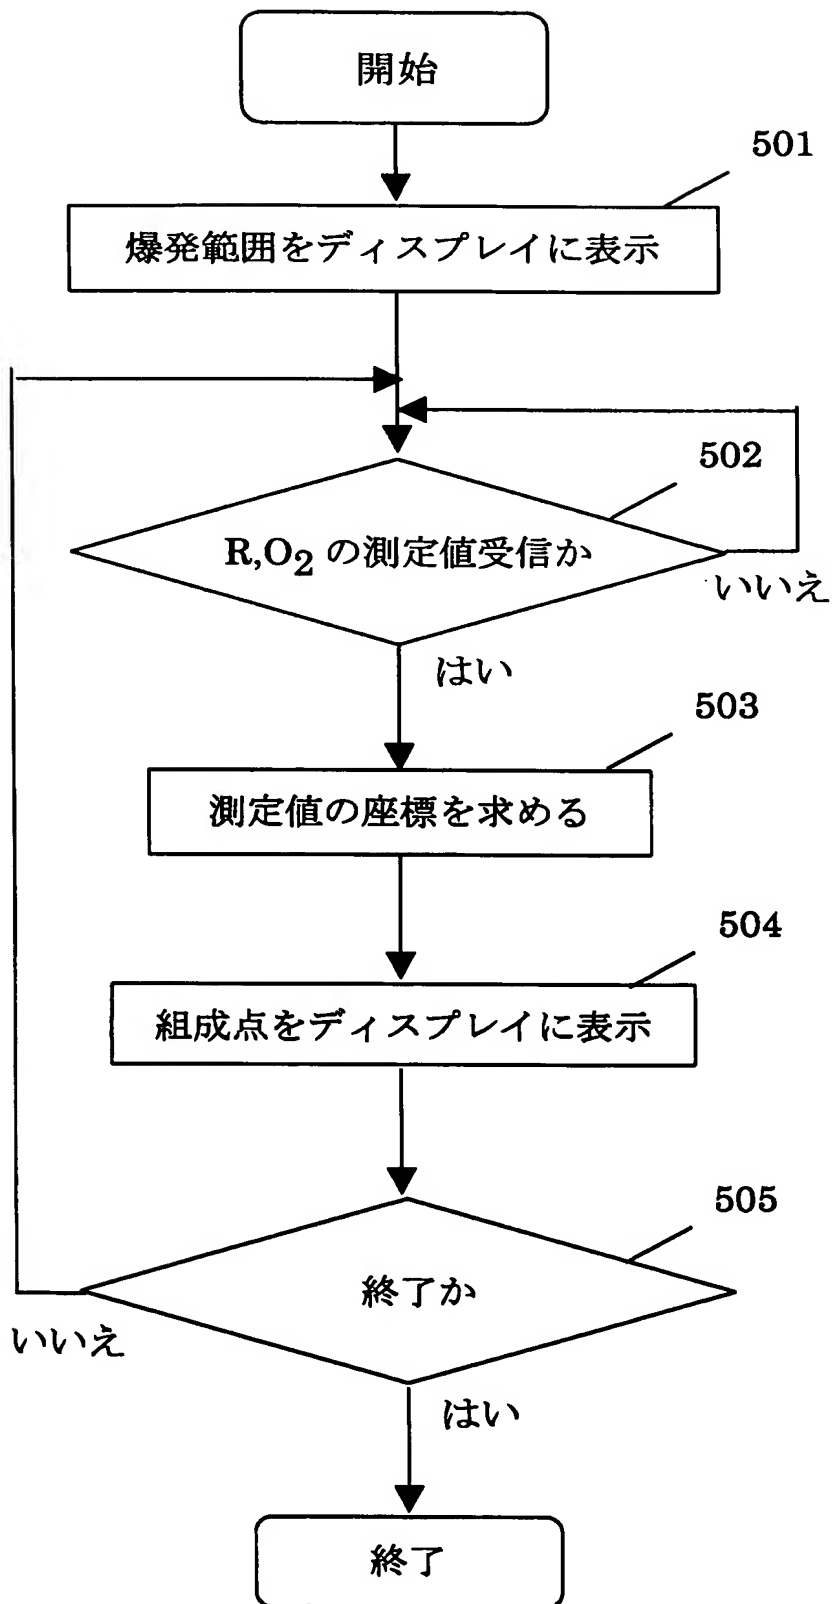 開始
501
爆発範囲をディスプレイに表示
502
R,O2 の測定値受信か
いいえ
はい
503
測定値の座標を求める
504
組成点をディスプレイに表示
505
終了か
いいえ
はい
終了